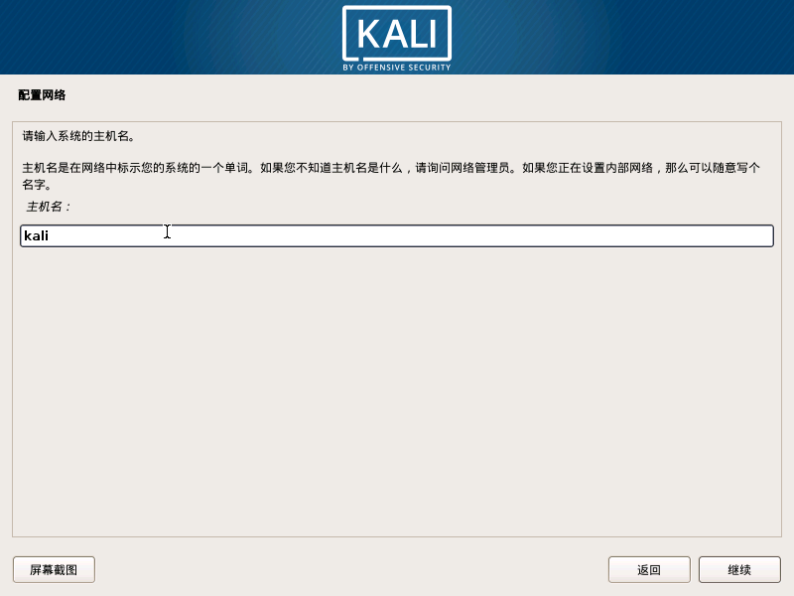 KALI
BY OFFENSIVE SECURITY
配置网络
请输入系统的主机名。
主机名是在网络中标示您的系统的一个单词。如果您不知道主机名是什么，请询问网络管理员。如果您正在设置内部网络，那么可以随意写个
名字。
主机名：
kali
屏幕截图 返回 继续